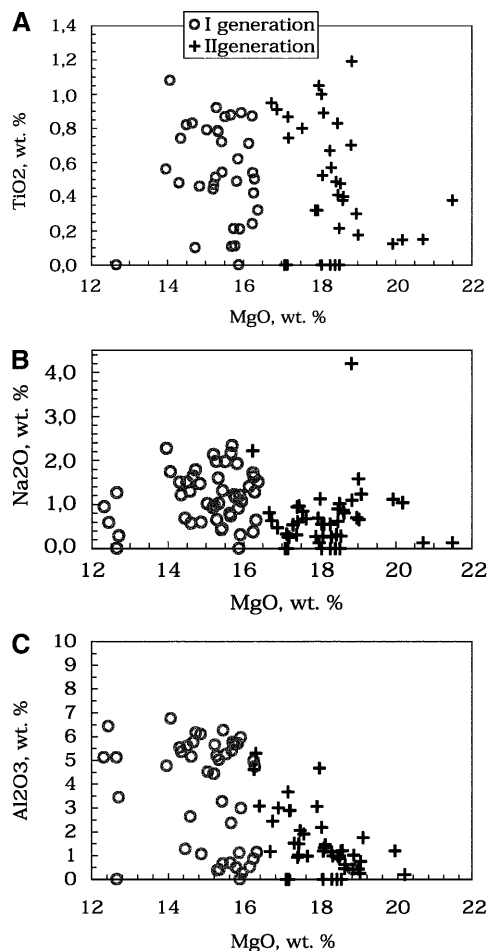 A
I generation
IIgeneration
1,4
1,2
1,0
0,8
0,6
0,4
0,2
0,0
TiO2, wt. %
12 14 16 18 20 22
MgO, wt. %
B
4,0
3,0
2,0
1,0
0,0
Na2O, wt. %
12 14 16 18 20 22
MgO, wt. %
C
10
9
8
7
6
5
4
3
2
1
0
Al2O3, wt. %
12 14 16 18 20 22
MgO, wt. %